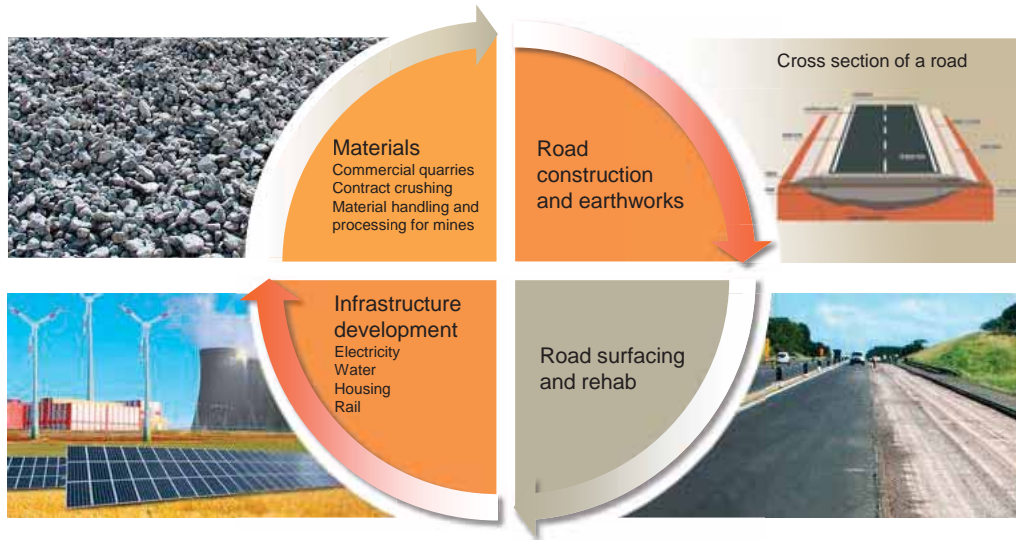 Cross section of a road
Materials
Commercial quarries
Contract crushing
Material handling and
processing for mines
Road
construction
and earthworks
Infrastructure
development
Electricity
Water
Housing
Rail
Road surfacing
and rehab